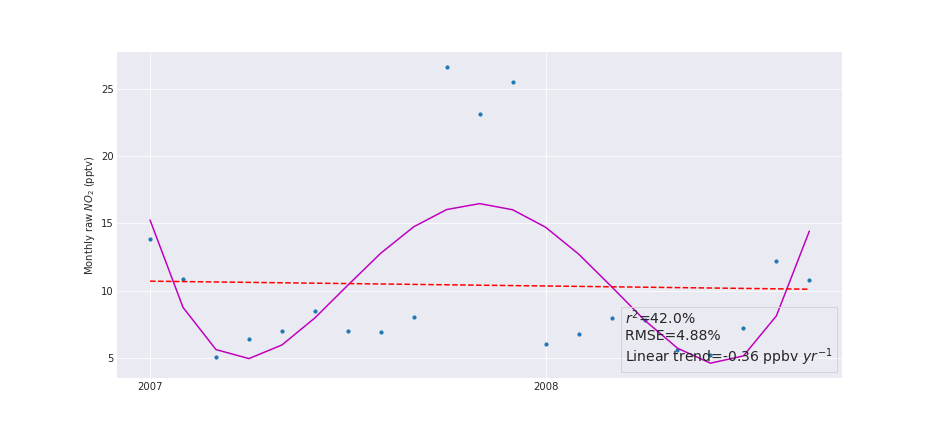 25
20
15
10
5
Monthly raw NO₂ (pptv)
2007
2008
r²=42.0%
RMSE=4.88%
Linear trend=-0.36 ppbv yr⁻¹